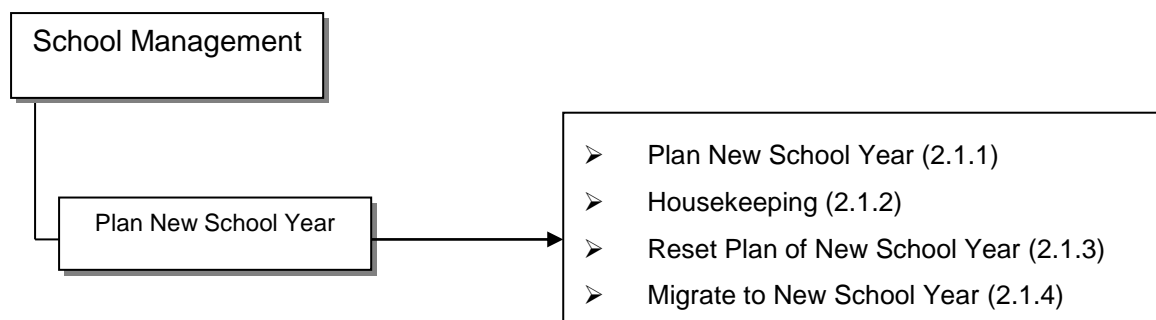 School Management
Plan New School Year
➢ Plan New School Year (2.1.1)
➢ Housekeeping (2.1.2)
➢ Reset Plan of New School Year (2.1.3)
➢ Migrate to New School Year (2.1.4)